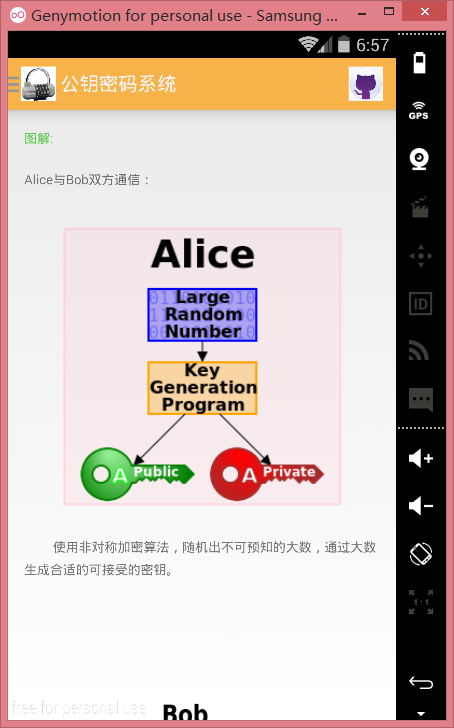 Genymotion for personal use - Samsung ...
6:57
公钥密码系统
图解:
Alice与Bob双方通信：
Alice
Large
Random
Number
Key
Generation
Program
A Public
A Private
使用非对称加密算法，随机出不可预知的大数，通过大数
生成合适的可接受的密钥。
Bob
free for personal use
GPS
ID
1:1